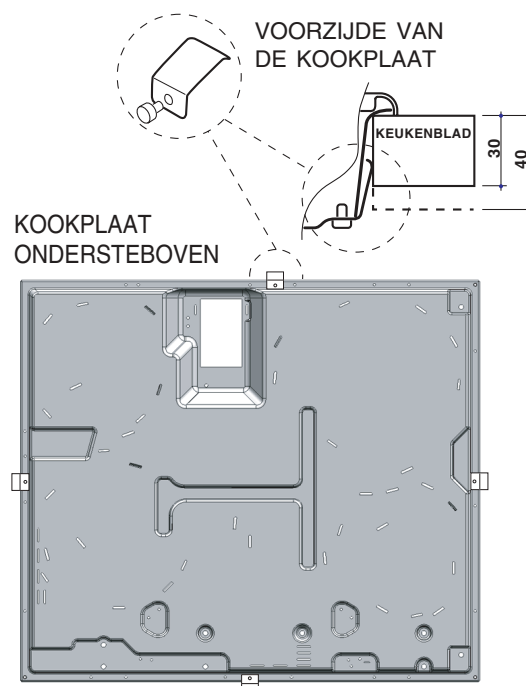 VOORZIJDE VAN
DE KOOKPLAAT
KEUKENBLAD
30
40
KOOKPLAAT
ONDERSTEBOVEN